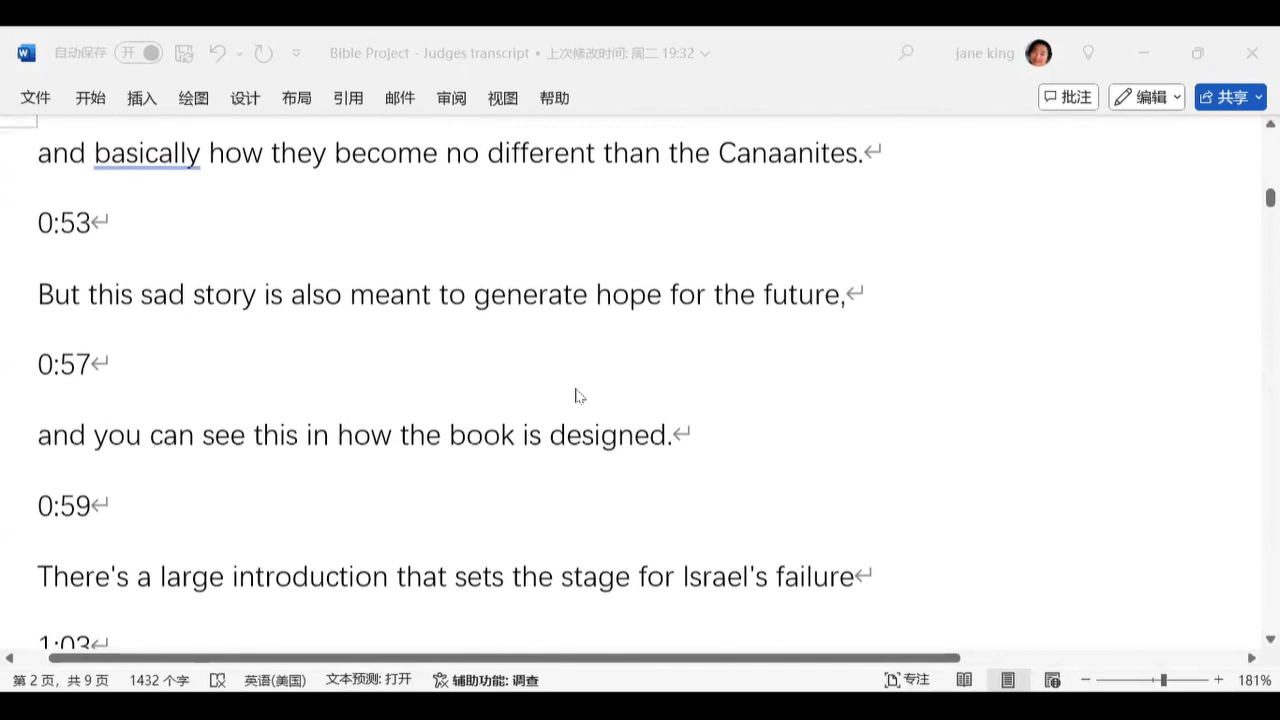 自动保存 开 Bible Project - Judges transcript • 上次修改时间: 周二 19:32 jane king
文件 开始 插入 绘图 设计 布局 引用 邮件 审阅 视图 帮助 批注 编辑 共享
and basically how they become no different than the Canaanites.
0:53
But this sad story is also meant to generate hope for the future,
0:57
and you can see this in how the book is designed.
0:59
There's a large introduction that sets the stage for Israel's failure
1:03
第 2 页，共 9 页 1432 个字 英语(美国) 文本预测: 打开 辅助功能: 调查 专注 181%